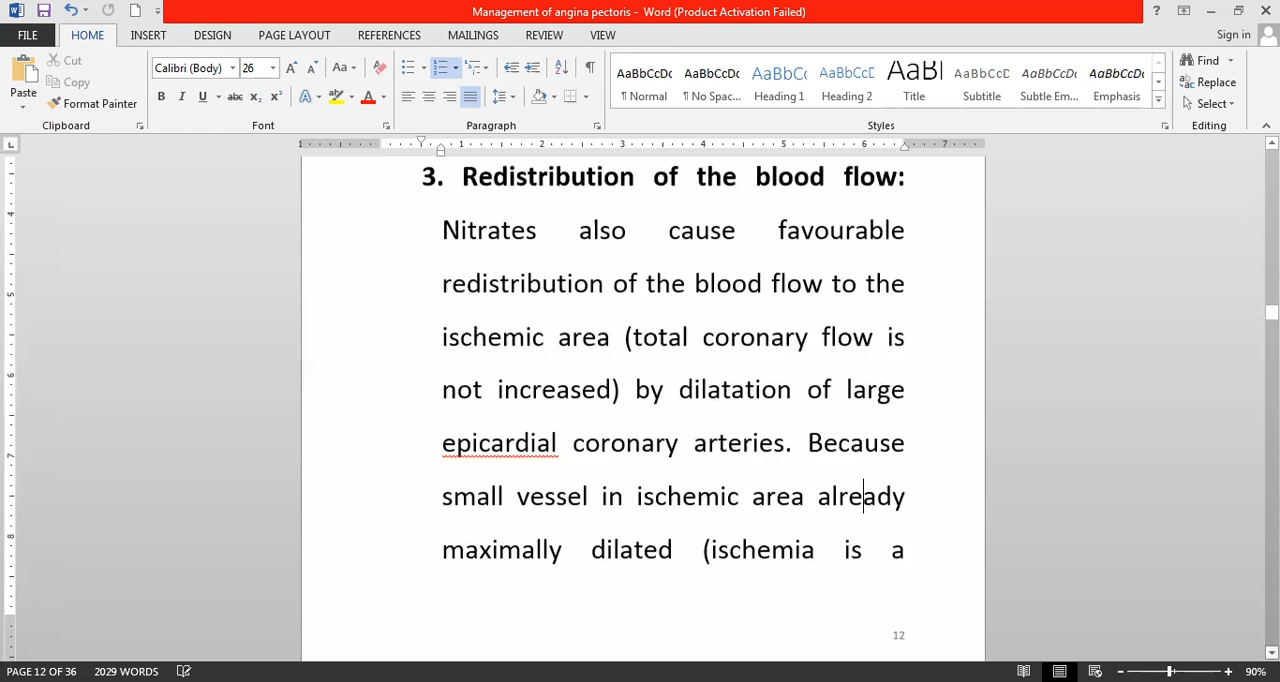 Management of angina pectoris - Word (Product Activation Failed)
FILE HOME INSERT DESIGN PAGE LAYOUT REFERENCES MAILINGS REVIEW VIEW Sign in
Cut
Copy
Format Painter
Paste
Calibri (Body) 26
AaBbCcDc AaBbCcDc AaBbCc AaBbCcD AaBl AaBbCcD AaBbCcDc AaBbCcDc
¶ Normal ¶ No Spac... Heading 1 Heading 2 Title Subtitle Subtle Em... Emphasis
Find
Replace
Select
Clipboard Font Paragraph Styles Editing
3. Redistribution of the blood flow:
Nitrates also cause favourable
redistribution of the blood flow to the
ischemic area (total coronary flow is
not increased) by dilatation of large
epicardial coronary arteries. Because
small vessel in ischemic area already
maximally dilated (ischemia is a
12
PAGE 12 OF 36 2029 WORDS 90%